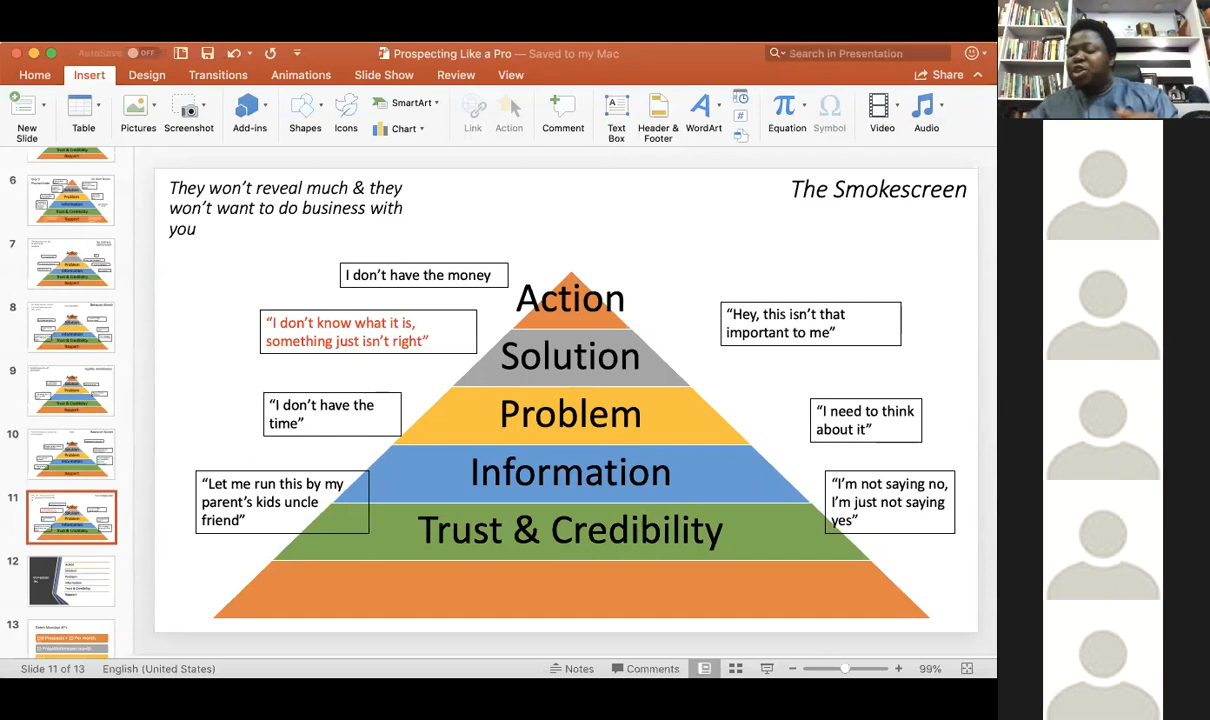 AutoSave OFF
Prospecting Like a Pro — Saved to my Mac
Search in Presentation
Home Insert Design Transitions Animations Slide Show Review View
Share
New Slide
Table
Pictures
Screenshot
Add-ins
Shapes
Icons
SmartArt
Chart
Link
Action
Comment
Text Box
Header & Footer
WordArt
Equation
Symbol
Video
Audio
6
7
8
9
10
11
12
13
They won’t reveal much & they
won’t want to do business with
you
The Smokescreen
I don’t have the money
“I don’t know what it is,
something just isn’t right”
“I don’t have the
time”
“Let me run this by my
parent’s kids uncle
friend”
Action
Solution
Problem
Information
Trust & Credibility
“Hey, this isn’t that
important to me”
“I need to think
about it”
“I’m not saying no,
I’m just not saying
yes”
Slide 11 of 13 English (United States)
Notes Comments
99%